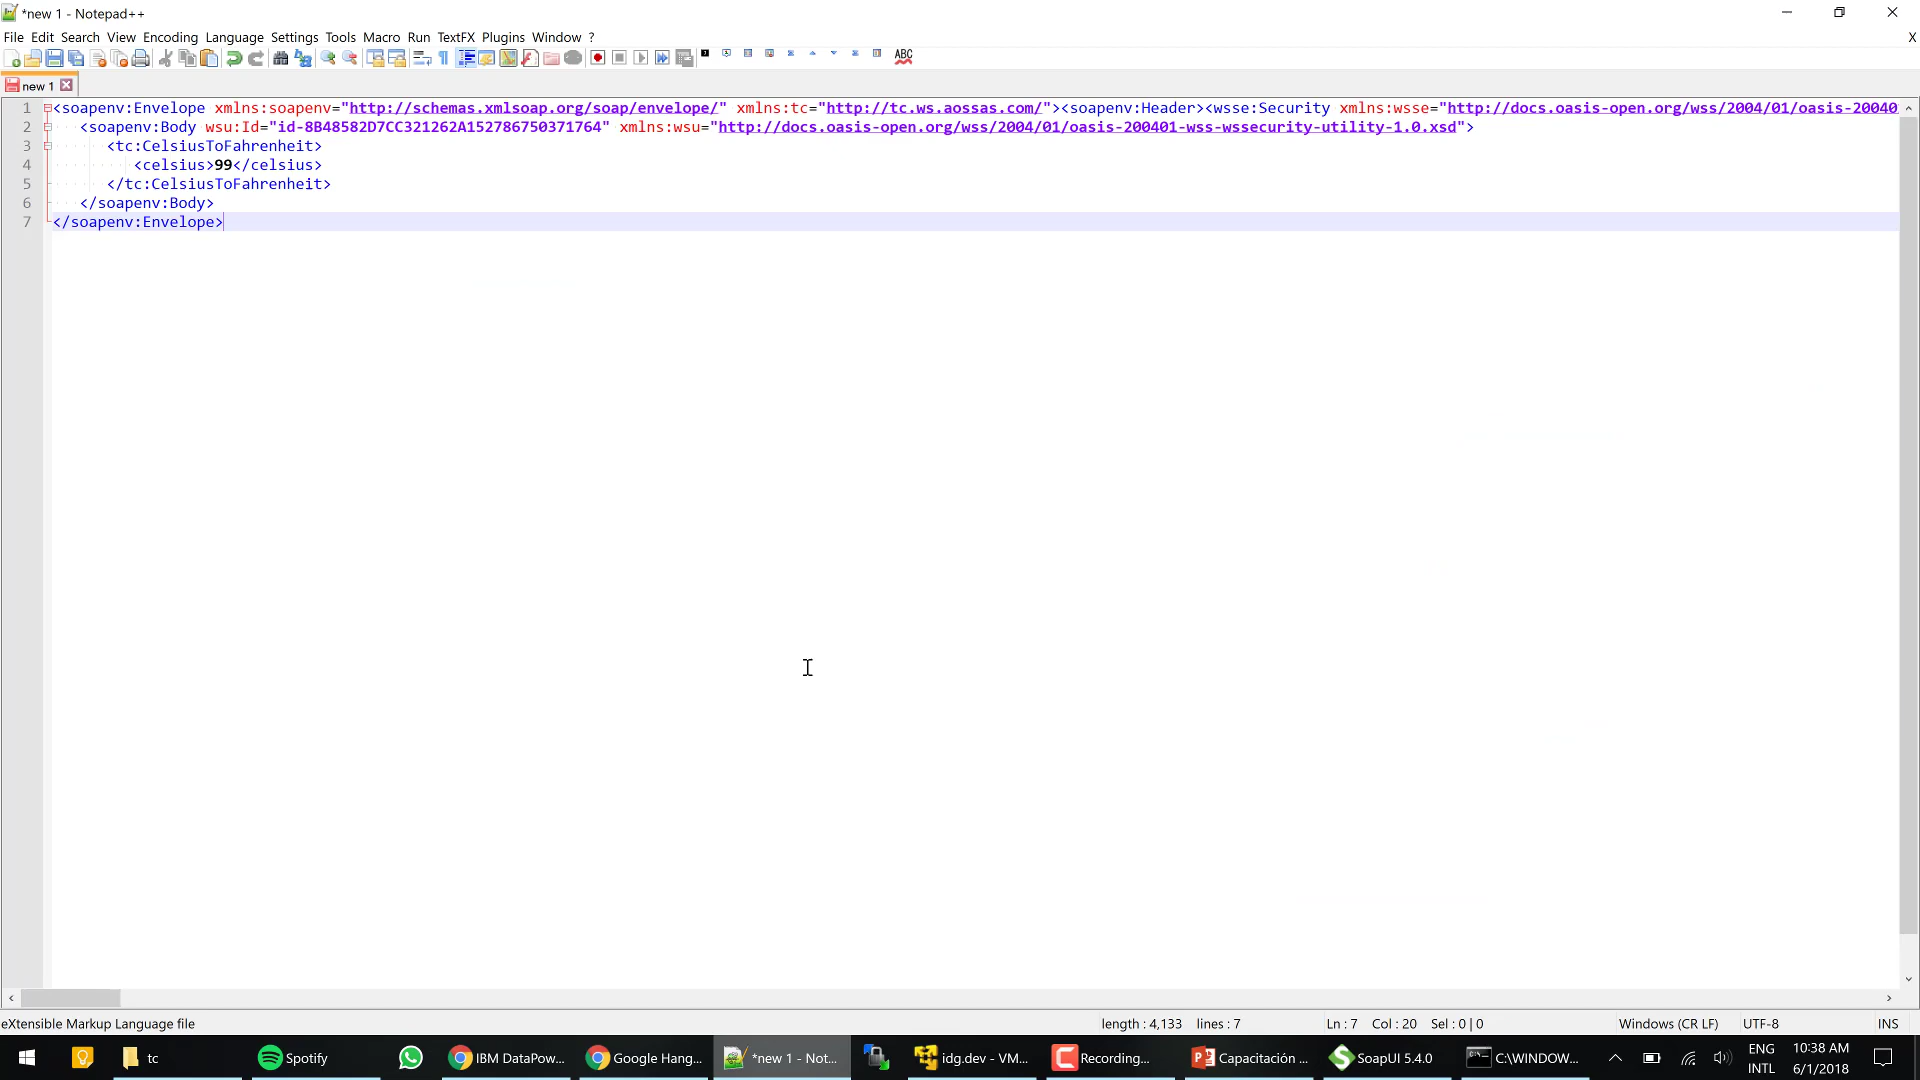 *new 1 - Notepad++
File Edit Search View Encoding Language Settings Tools Macro Run TextFX Plugins Window ? X
ABC
new 1
1 <soapenv:Envelope xmlns:soapenv="http://schemas.xmlsoap.org/soap/envelope/" xmlns:tc="http://tc.ws.aossas.com/"><soapenv:Header><wsse:Security xmlns:wsse="http://docs.oasis-open.org/wss/2004/01/oasis-20040
2 <soapenv:Body wsu:Id="id-8B48582D7CC321262A152786750371764" xmlns:wsu="http://docs.oasis-open.org/wss/2004/01/oasis-200401-wss-wssecurity-utility-1.0.xsd">
3 <tc:CelsiusToFahrenheit>
4 <celsius>99</celsius>
5 </tc:CelsiusToFahrenheit>
6 </soapenv:Body>
7 </soapenv:Envelope>
eXtensible Markup Language file length : 4,133 lines : 7 Ln : 7 Col : 20 Sel : 0 | 0 Windows (CR LF) UTF-8 INS
tc Spotify IBM DataPow... Google Hang... *new 1 - Not... idg.dev - VM... Recording... Capacitación ... SoapUI 5.4.0 C:\WINDOW... ENG INTL 10:38 AM 6/1/2018